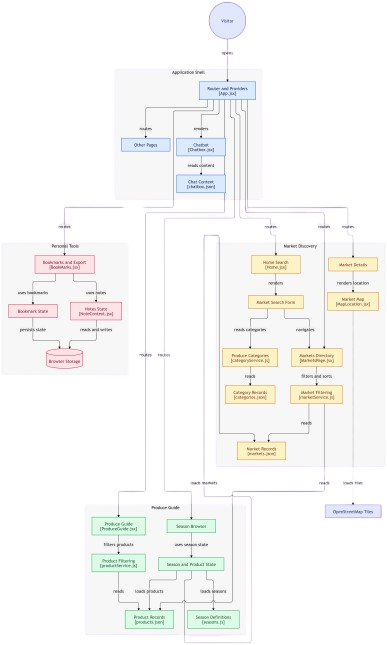 Visitor
opens
Application Shell
Router and Providers
[App.jsx]
routes
renders
Other Pages
Chatbot
[Chatbox.jsx]
reads content
Chat Content
[chatbox.json]
routes
routes
routes
routes
Personal Tools
Market Discovery
Bookmarks and Export
[Bookmarks.jsx]
Home Search
[Home.jsx]
Market Details
uses bookmarks
uses notes
renders
renders location
Bookmark State
Notes State
[NoteContext.jsx]
Market Search Form
Market Map
[MapLocation.jsx]
persists state
reads and writes
reads categories
navigates
Browser Storage
routes
routes
Produce Categories
[categoryService.js]
Markets Directory
[MarketsPage.jsx]
reads
filters and sorts
Category Records
[categories.json]
Market Filtering
[marketService.js]
reads
Market Records
[markets.json]
loads markets
reads
loads tiles
Produce Guide
OpenStreetMap Tiles
Produce Guide
[ProduceGuide.jsx]
Season Browser
filters products
uses season state
Product Filtering
[productService.js]
Season and Product State
reads
loads products
loads seasons
Product Records
[products.json]
Season Definitions
[seasons.js]